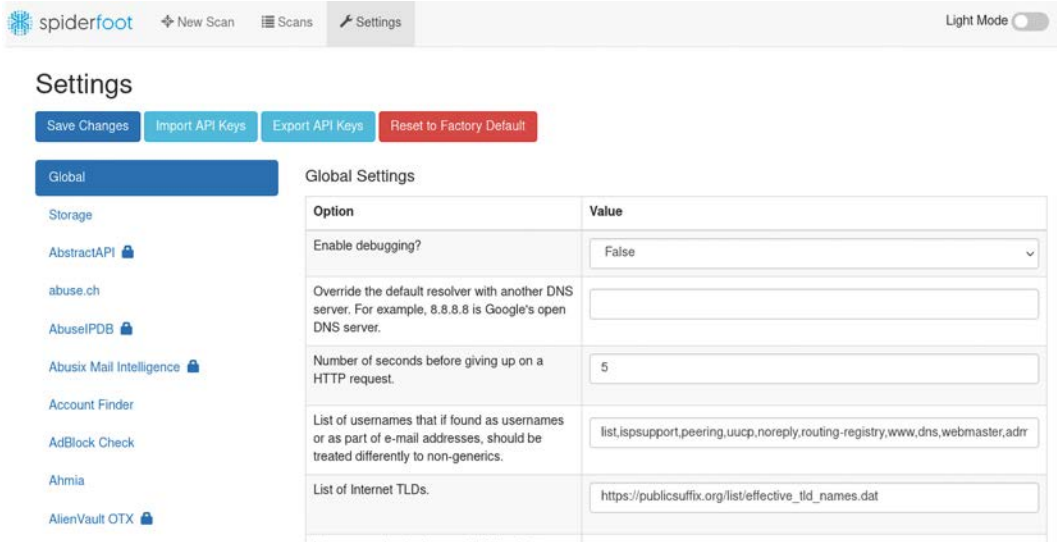 spiderfoot New Scan Scans Settings Light Mode
Settings
Save Changes Import API Keys Export API Keys Reset to Factory Default
Global
Storage
AbstractAPI
abuse.ch
AbuseIPDB
Abusix Mail Intelligence
Account Finder
AdBlock Check
Ahmia
AlienVault OTX
Global Settings
Option Value
Enable debugging? False
Override the default resolver with another DNS
server. For example, 8.8.8.8 is Google's open
DNS server.
Number of seconds before giving up on a
HTTP request.
5
List of usernames that if found as usernames
or as part of e-mail addresses, should be
treated differently to non-generics.
list,ispsupport,peering,uucp,noreply,routing-registry,www,dns,webmaster,adm
List of Internet TLDs.
https://publicsuffix.org/list/effective_tld_names.dat